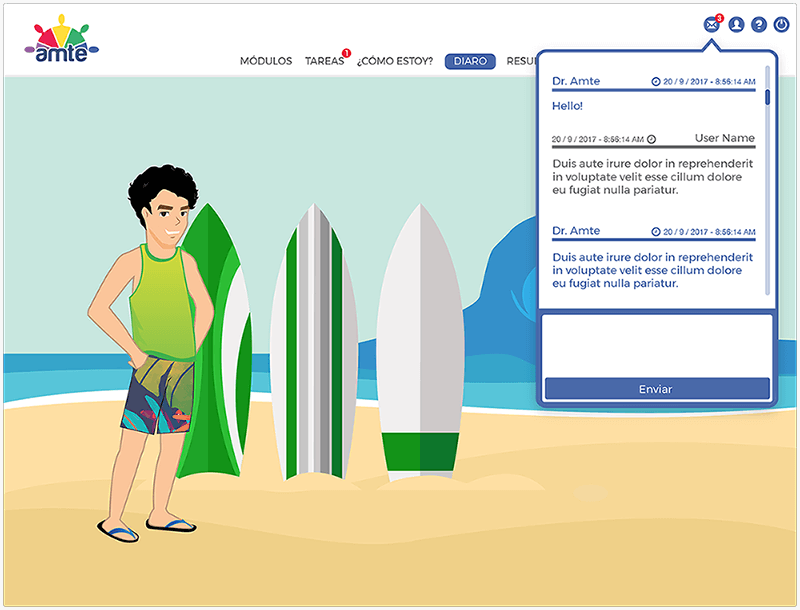 amte
3
MÓDULOS TAREAS 1 ¿CÓMO ESTOY? DIARO RESU
Dr. Amte 20 / 9 / 2017 - 8:56:14 AM
Hello!
20 / 9 / 2017 - 8:56:14 AM User Name
Duis aute irure dolor in reprehenderit
in voluptate velit esse cillum dolore
eu fugiat nulla pariatur.
Dr. Amte 20 / 9 / 2017 - 8:56:14 AM
Duis aute irure dolor in reprehenderit
in voluptate velit esse cillum dolore
eu fugiat nulla pariatur.
Enviar